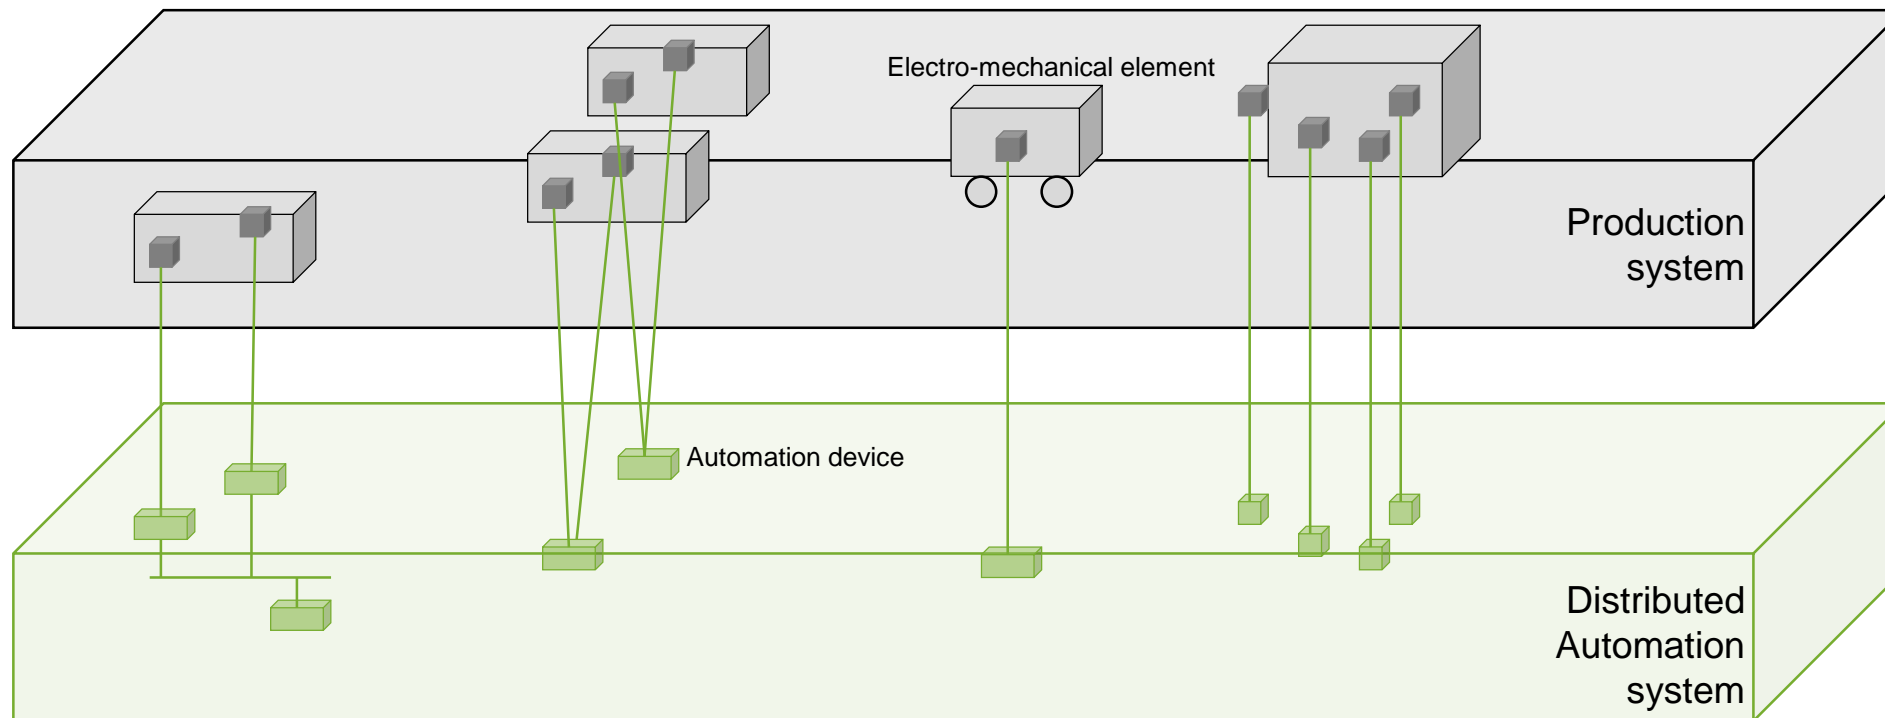 Electro-mechanical element
Production
system
Automation device
Distributed
Automation
system